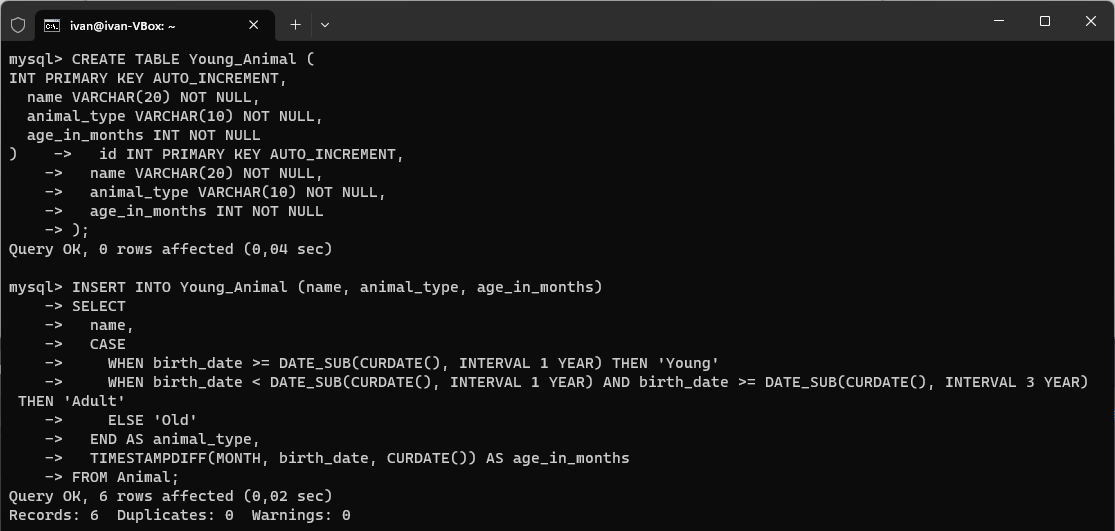 ivan@ivan-VBox: ~
mysql> CREATE TABLE Young_Animal (
INT PRIMARY KEY AUTO_INCREMENT,
  name VARCHAR(20) NOT NULL,
  animal_type VARCHAR(10) NOT NULL,
  age_in_months INT NOT NULL
)    ->   id INT PRIMARY KEY AUTO_INCREMENT,
    ->   name VARCHAR(20) NOT NULL,
    ->   animal_type VARCHAR(10) NOT NULL,
    ->   age_in_months INT NOT NULL
    -> );
Query OK, 0 rows affected (0,04 sec)

mysql> INSERT INTO Young_Animal (name, animal_type, age_in_months)
    -> SELECT
    ->   name,
    ->   CASE
    ->     WHEN birth_date >= DATE_SUB(CURDATE(), INTERVAL 1 YEAR) THEN 'Young'
    ->     WHEN birth_date < DATE_SUB(CURDATE(), INTERVAL 1 YEAR) AND birth_date >= DATE_SUB(CURDATE(), INTERVAL 3 YEAR)
 THEN 'Adult'
    ->     ELSE 'Old'
    ->   END AS animal_type,
    ->   TIMESTAMPDIFF(MONTH, birth_date, CURDATE()) AS age_in_months
    -> FROM Animal;
Query OK, 6 rows affected (0,02 sec)
Records: 6  Duplicates: 0  Warnings: 0